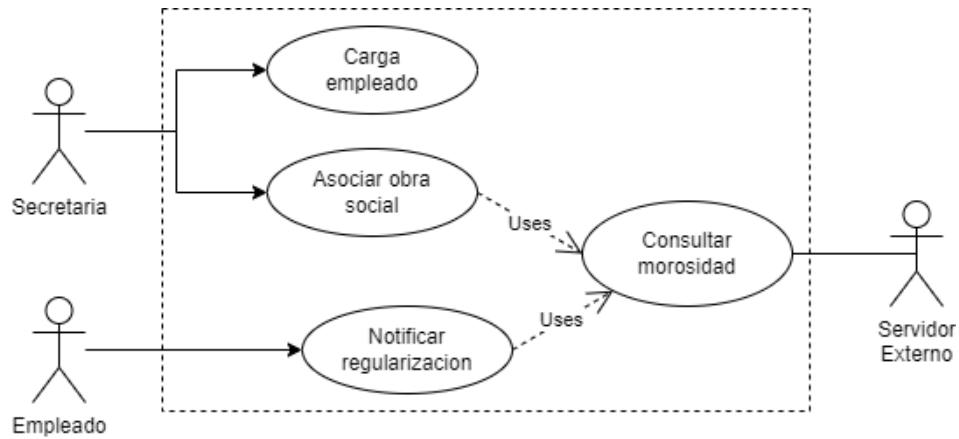 Carga
empleado
Secretaria
Asociar obra
social
Uses
Consultar
morosidad
Servidor
Externo
Uses
Notificar
regularizacion
Empleado